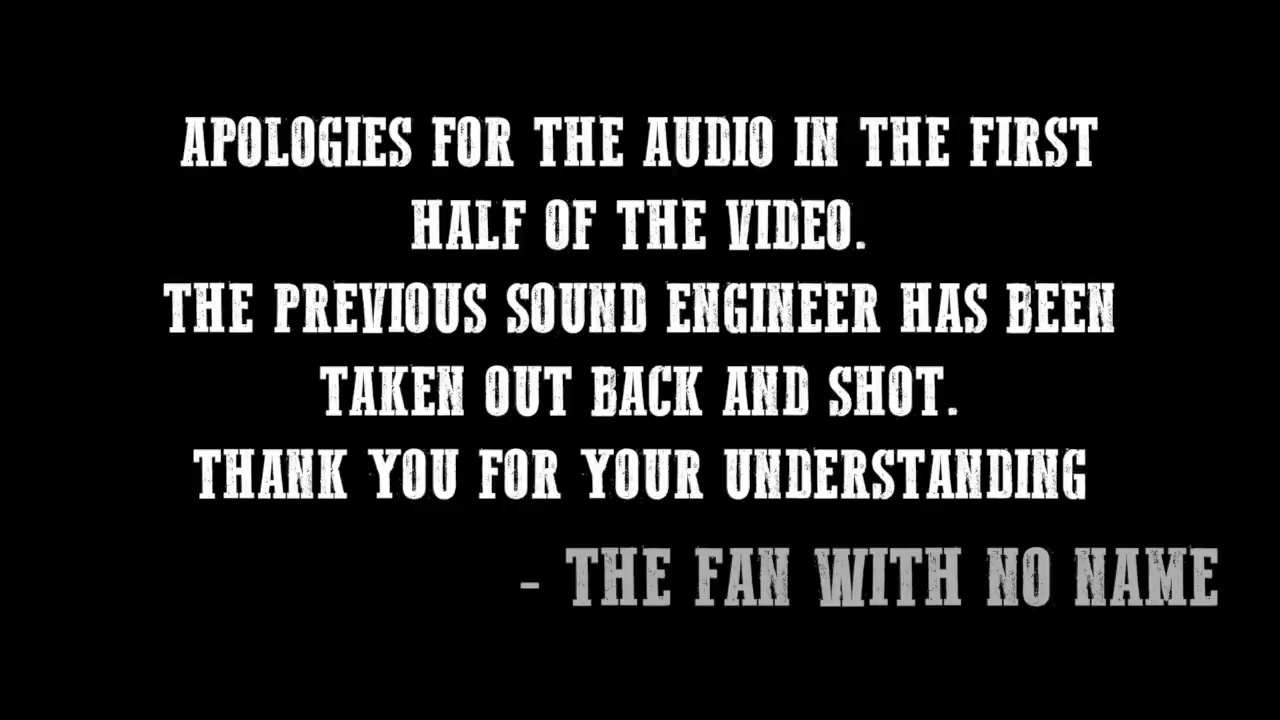 APOLOGIES FOR THE AUDIO IN THE FIRST
HALF OF THE VIDEO.
THE PREVIOUS SOUND ENGINEER HAS BEEN
TAKEN OUT BACK AND SHOT.
THANK YOU FOR YOUR UNDERSTANDING
- THE FAN WITH NO NAME